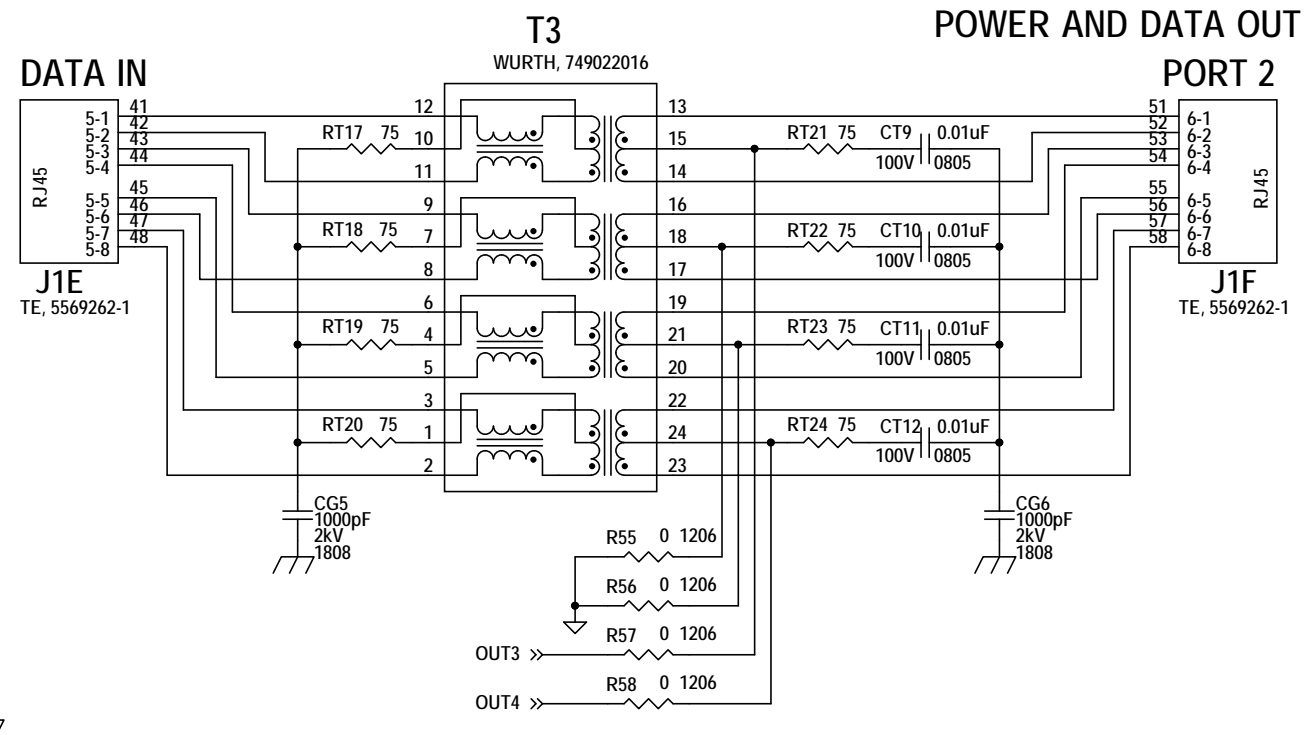 POWER AND DATA OUT
T3
WURTH, 749022016
DATA IN
PORT 2
41 12 13 51
5-1 6-1
42 52
5-2 RT17 75 10 15 RT21 75 CT9 0.01uF 6-2
43 53
5-3 6-3
44 54
5-4 100V 0805 6-4
11 14
RJ45 RJ45
45 55
5-5 6-5
46 9 16 56
5-6 6-6
47 57
5-7 RT18 75 7 18 RT22 75 CT10 0.01uF 6-7
48 58
5-8 6-8
100V 0805
8 17
J1E J1F
TE, 5569262-1 TE, 5569262-1
6 19
RT19 75 4 21 RT23 75 CT11 0.01uF
100V 0805
5 20
3 22
RT20 75 1 24 RT24 75 CT12 0.01uF
100V 0805
2 23
CG5 CG6
1000pF 1000pF
2kV 2kV
1808 1808
R55 0 1206
R56 0 1206
R57 0 1206
OUT3
R58 0 1206
OUT4